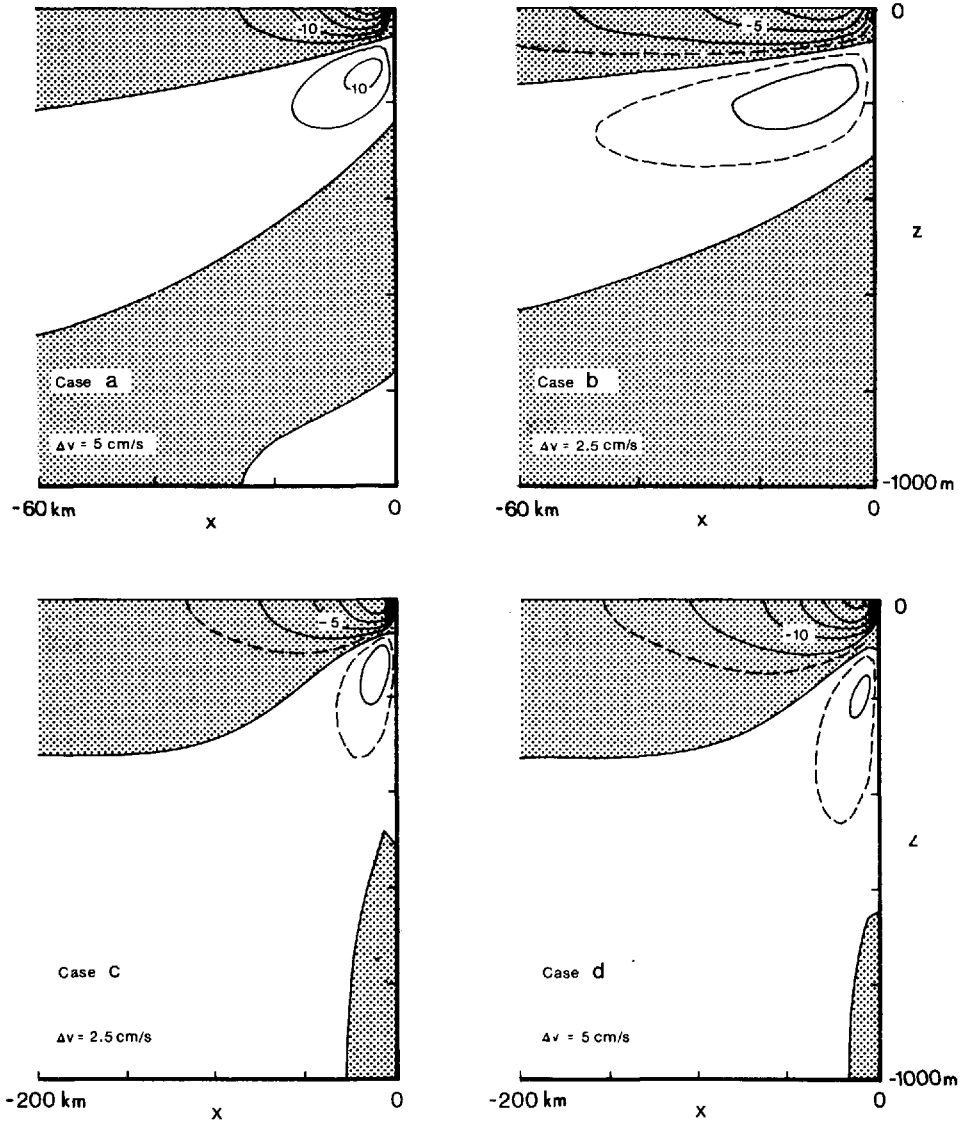 -10
10
Case a
Δv = 5 cm/s
-60 km
x
0
-5
0
z
Case b
Δv = 2.5 cm/s
-1000 m
-60 km
x
0
-5
Case c
Δv = 2.5 cm/s
-200 km
x
0
-10
0
z
Case d
Δv = 5 cm/s
-1000 m
-200 km
x
0